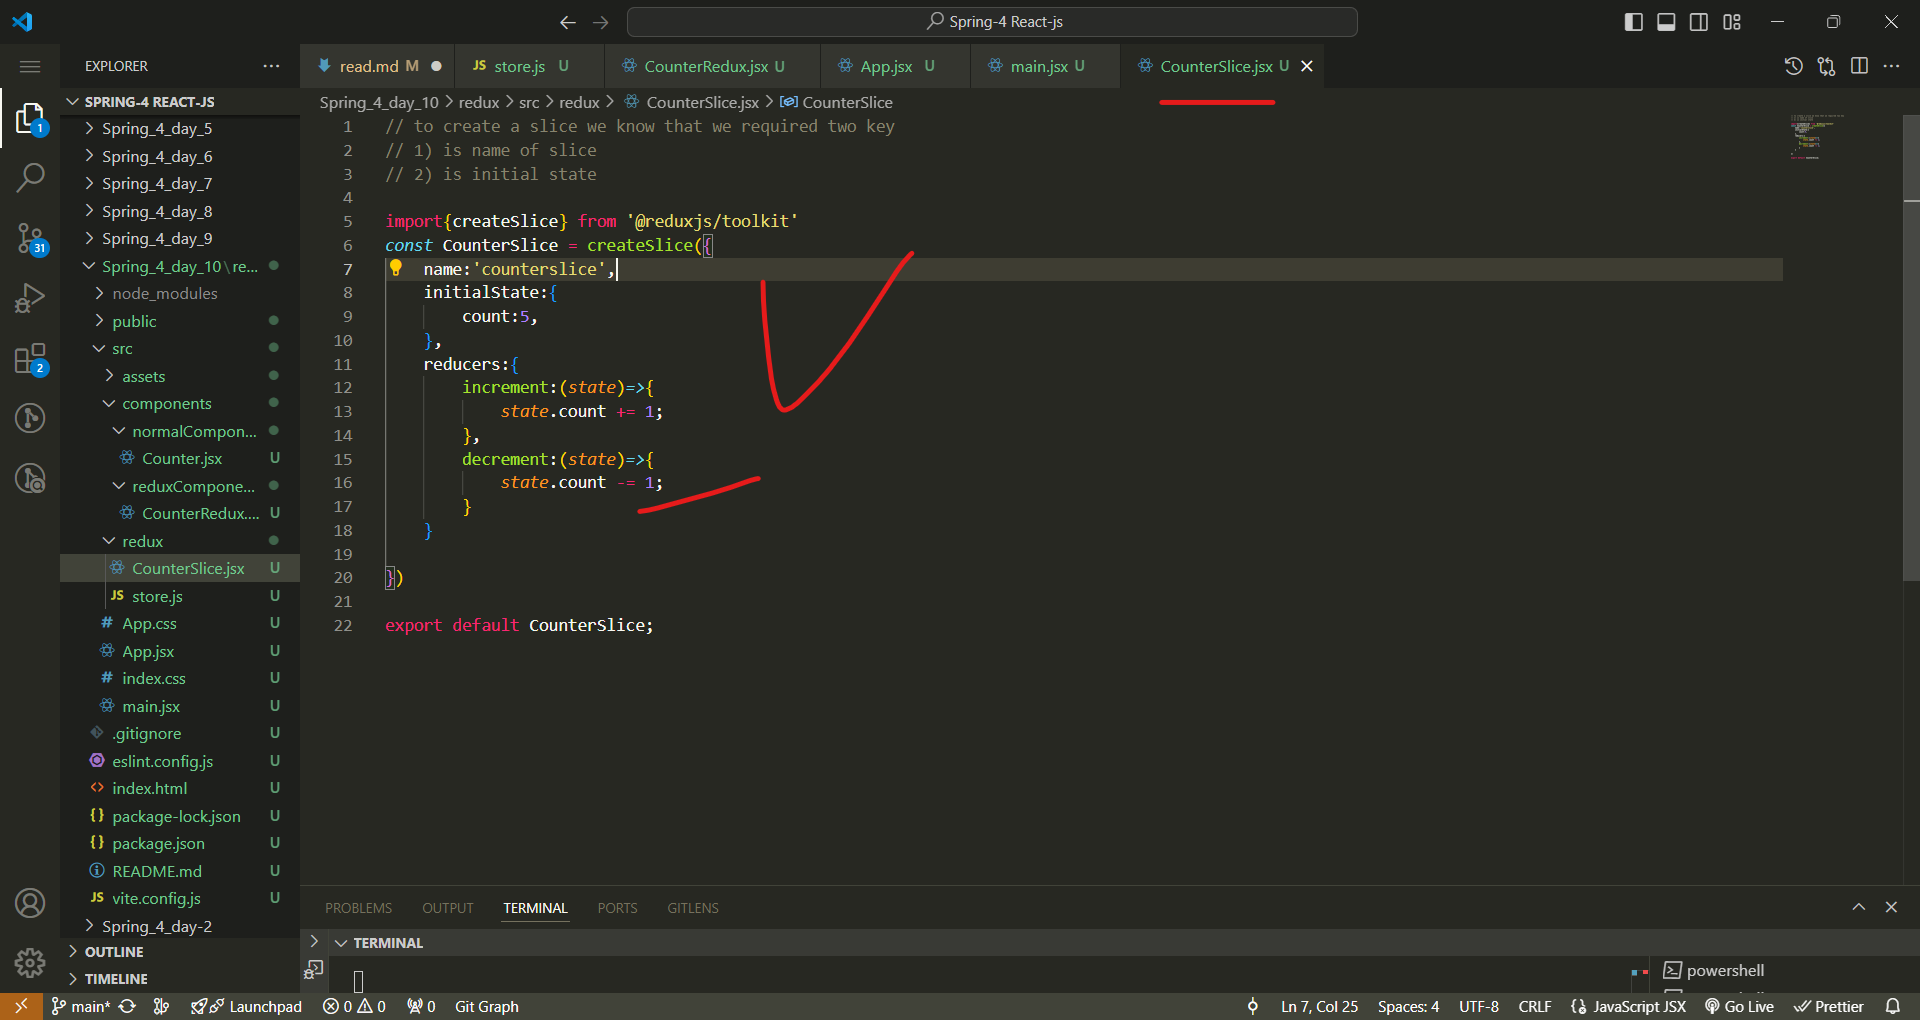 Spring-4 React-js
EXPLORER
read.md M
JS store.js U
CounterRedux.jsx U
App.jsx U
main.jsx U
CounterSlice.jsx U
SPRING-4 REACT-JS
Spring_4_day_10 > redux > src > redux > CounterSlice.jsx > CounterSlice
Spring_4_day_5
Spring_4_day_6
Spring_4_day_7
Spring_4_day_8
Spring_4_day_9
Spring_4_day_10\re...
node_modules
public
src
assets
components
normalCompon...
Counter.jsx U
reduxCompone...
CounterRedux.... U
redux
CounterSlice.jsx U
JS store.js U
# App.css U
App.jsx U
# index.css U
main.jsx U
.gitignore U
eslint.config.js U
<> index.html U
{} package-lock.json U
{} package.json U
README.md U
JS vite.config.js U
Spring_4_day-2
OUTLINE
TIMELINE
1
31
2
1 // to create a slice we know that we required two key
2 // 1) is name of slice
3 // 2) is initial state
4
5 import{createSlice} from '@reduxjs/toolkit'
6 const CounterSlice = createSlice({
7 name:'counterslice',
8 initialState:{
9 count:5,
10 },
11 reducers:{
12 increment:(state)=>{
13 state.count += 1;
14 },
15 decrement:(state)=>{
16 state.count -= 1;
17 }
18 }
19
20 })
21
22 export default CounterSlice;
PROBLEMS OUTPUT TERMINAL PORTS GITLENS
TERMINAL
powershell
main* Launchpad 0 0 0 Git Graph Ln 7, Col 25 Spaces: 4 UTF-8 CRLF {} JavaScript JSX Go Live Prettier